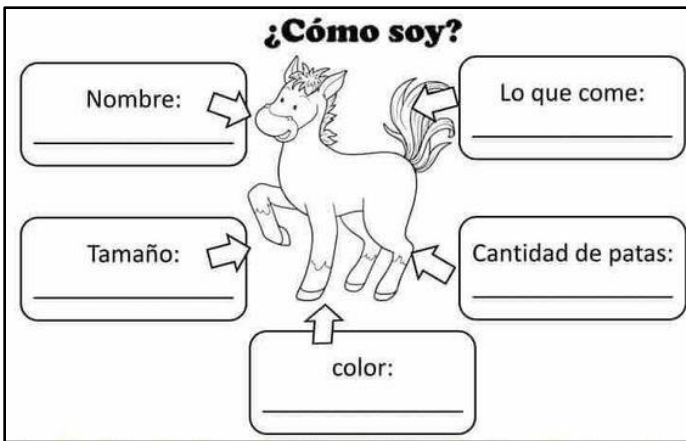 ¿Cómo soy?
Nombre:
Lo que come:
Tamaño:
Cantidad de patas:
color: